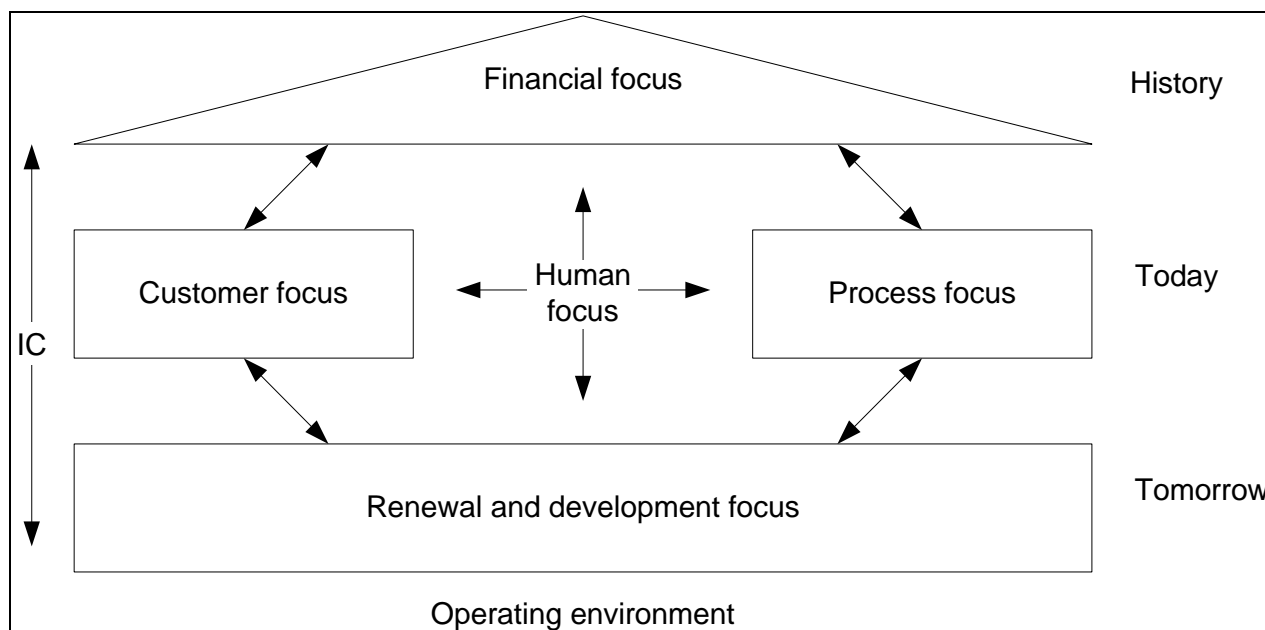 Financial focus
History
Customer focus
Human
focus
Process focus
Today
IC
Renewal and development focus
Tomorrow
Operating environment